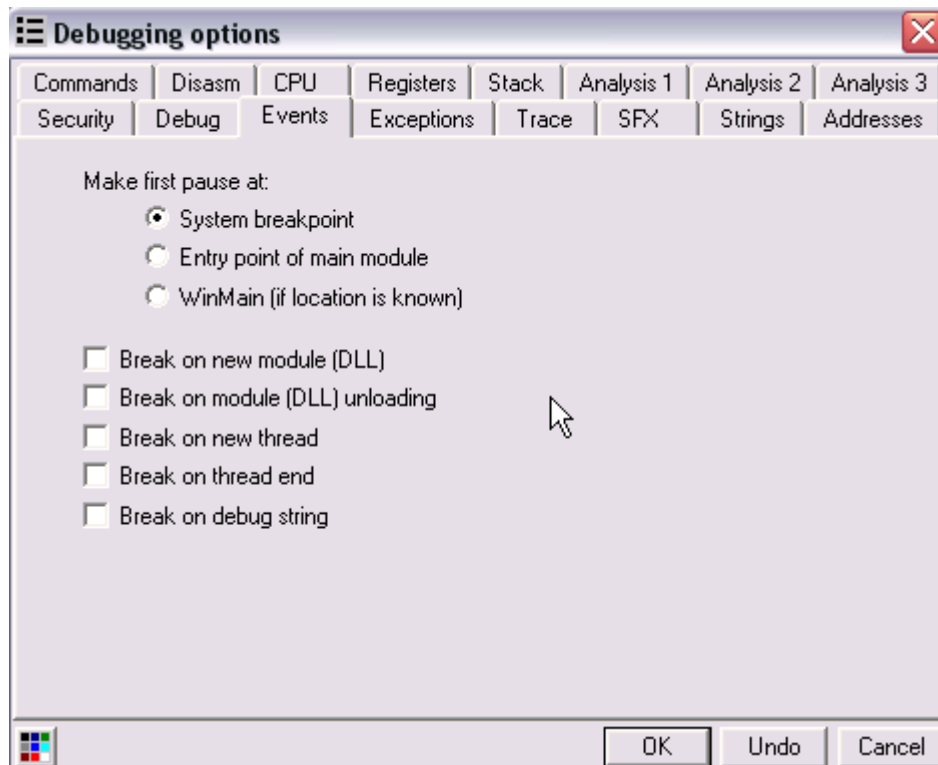 Debugging options
Commands Disasm CPU Registers Stack Analysis 1 Analysis 2 Analysis 3
Security Debug Events Exceptions Trace SFX Strings Addresses
Make first pause at:
System breakpoint
Entry point of main module
WinMain (if location is known)
Break on new module (DLL)
Break on module (DLL) unloading
Break on new thread
Break on thread end
Break on debug string
OK Undo Cancel